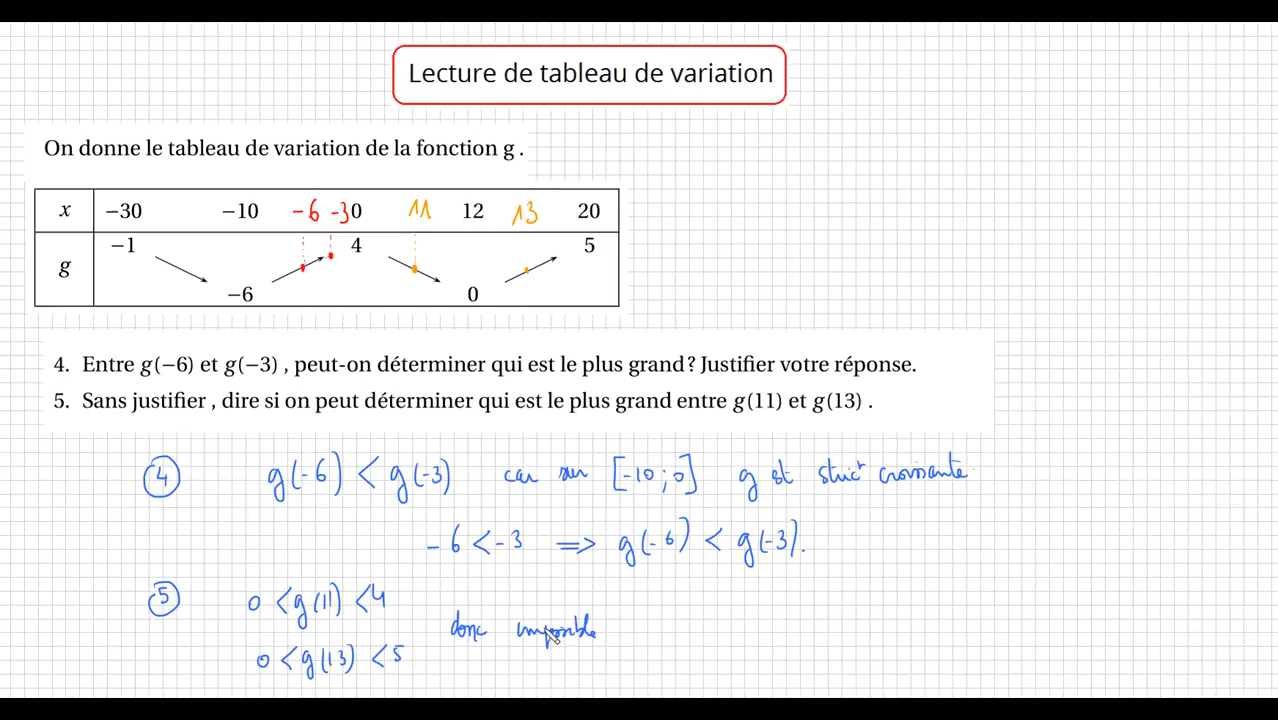 Lecture de tableau de variation
On donne le tableau de variation de la fonction g .
x −30 −10 −6 −3 0 11 12 13 20
−1 4 5
g
−6 0
4. Entre g(−6) et g(−3) , peut-on déterminer qui est le plus grand? Justifier votre réponse.
5. Sans justifier , dire si on peut déterminer qui est le plus grand entre g(11) et g(13) .
④ g(-6) < g(-3) car sur [-10 ; 0] g est strict^t croissante
-6 < -3 ⟹ g(-6) < g(-3).
⑤ 0 < g(11) < 4
donc impossible
0 < g(13) < 5